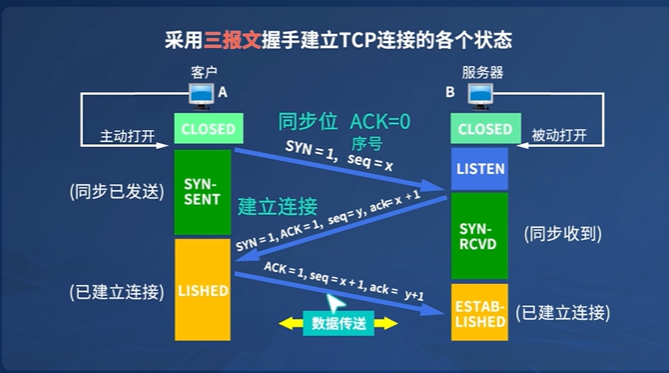 采用三报文握手建立TCP连接的各个状态
客户
服务器
A
B
主动打开
CLOSED
同步位 ACK=0
序号
CLOSED
被动打开
SYN = 1, seq = x
LISTEN
(同步已发送)
SYN-
SENT
建立连接
SYN = 1, ACK = 1, seq = y, ack= x + 1
SYN-
RCVD
(同步收到)
ACK = 1, seq = x + 1, ack = y+1
(已建立连接)
LISHED
数据传送
ESTAB-
LISHED
(已建立连接)